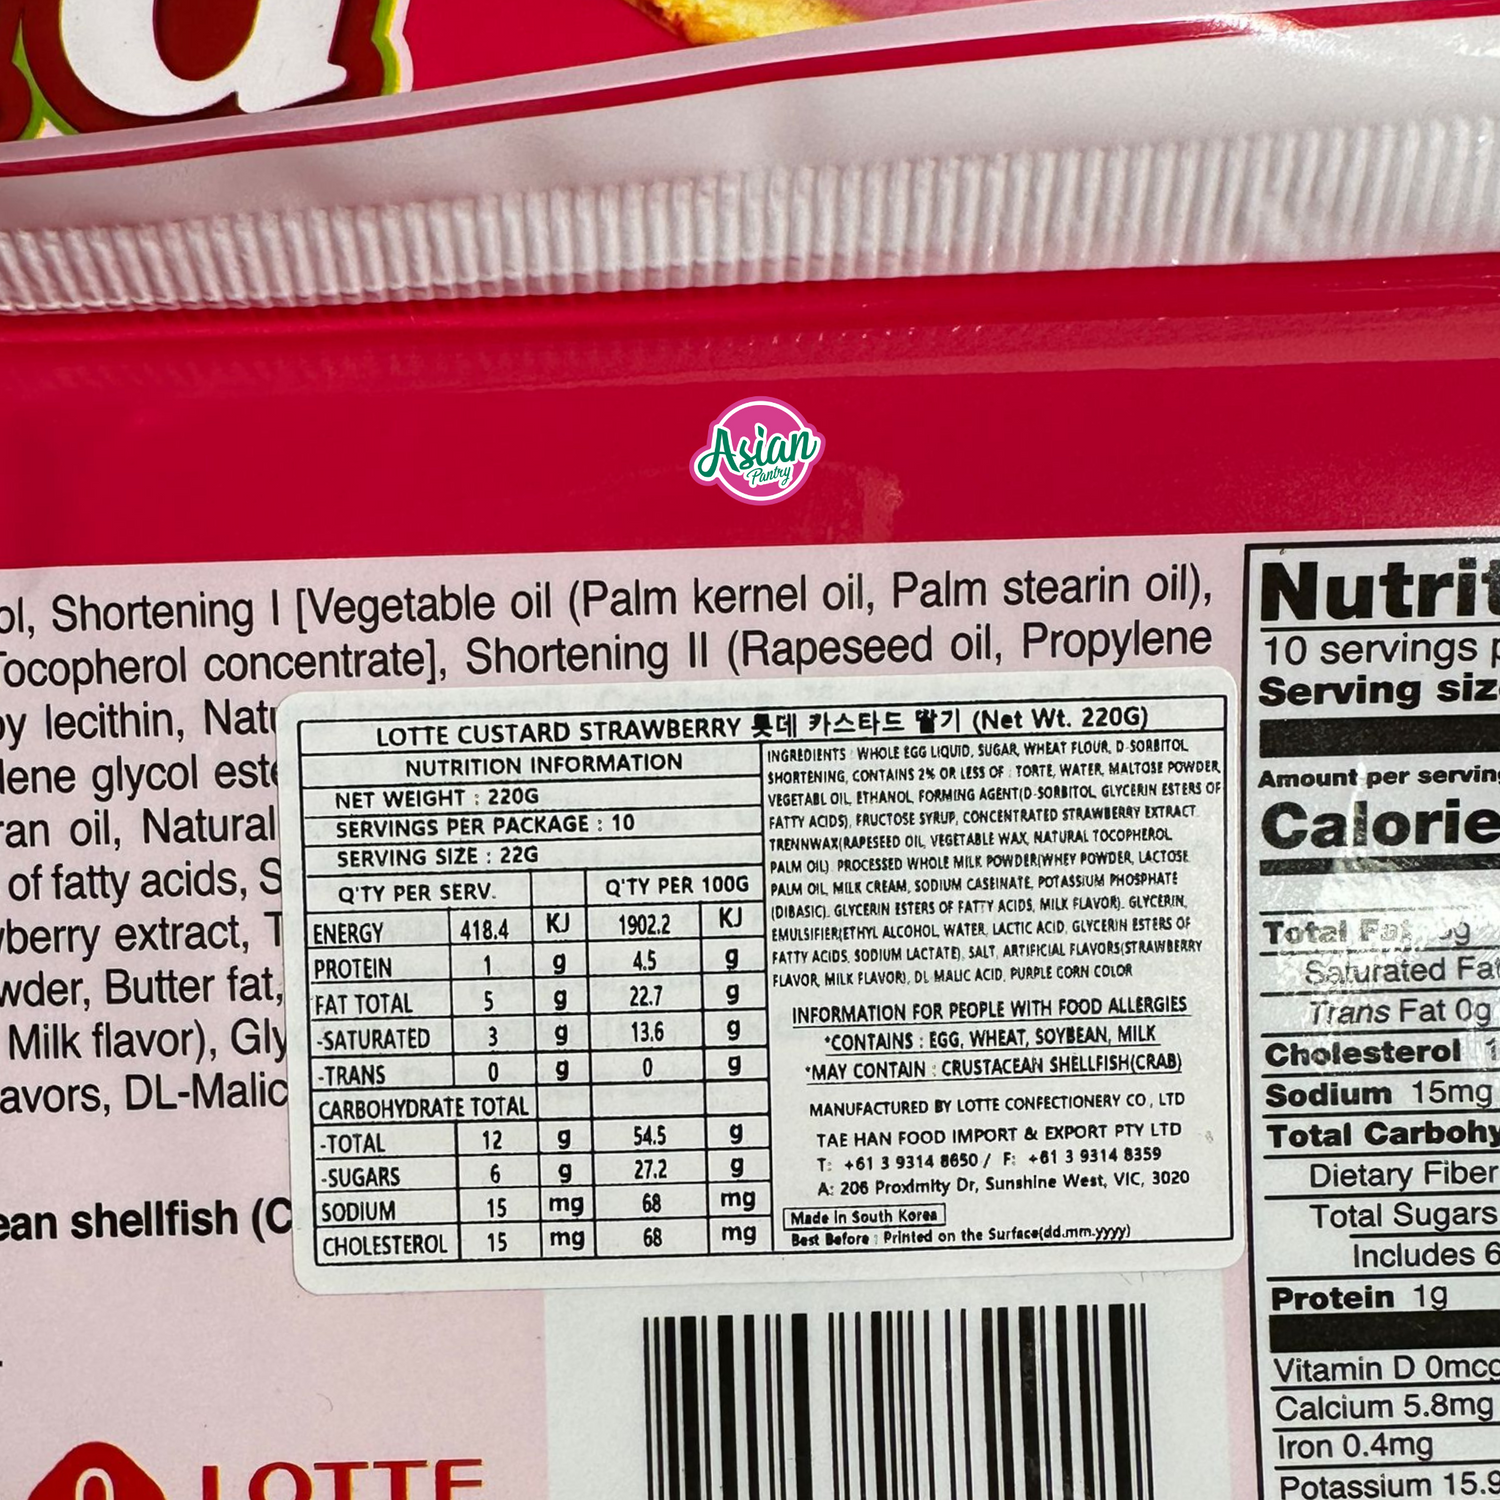 Asian
Pantry
ol, Shortening I [Vegetable oil (Palm kernel oil, Palm stearin oil),
Tocopherol concentrate], Shortening II (Rapeseed oil, Propylene
oy lecithin, Natu
lene glycol este
ran oil, Natural
of fatty acids, S
wberry extract, T
wder, Butter fat,
Milk flavor), Gly
avors, DL-Malic
ean shellfish (C
LOTTE CUSTARD STRAWBERRY 롯데 카스타드 딸기 (Net Wt. 220G)
NUTRITION INFORMATION
NET WEIGHT : 220G
SERVINGS PER PACKAGE : 10
SERVING SIZE : 22G
Q'TY PER SERV. Q'TY PER 100G
ENERGY 418.4 KJ 1902.2 KJ
PROTEIN 1 g 4.5 g
FAT TOTAL 5 g 22.7 g
-SATURATED 3 g 13.6 g
-TRANS 0 g 0 g
CARBOHYDRATE TOTAL
-TOTAL 12 g 54.5 g
-SUGARS 6 g 27.2 g
SODIUM 15 mg 68 mg
CHOLESTEROL 15 mg 68 mg
INGREDIENTS : WHOLE EGG LIQUID, SUGAR, WHEAT FLOUR, D-SORBITOL
SHORTENING, CONTAINS 2% OR LESS OF : TORTE, WATER, MALTOSE POWDER,
VEGETABL OIL, ETHANOL, FORMING AGENT(D-SORBITOL, GLYCERIN ESTERS OF
FATTY ACIDS), FRUCTOSE SYRUP, CONCENTRATED STRAWBERRY EXTRACT,
TRENNWAX(RAPESEED OIL, VEGETABLE WAX, NATURAL TOCOPHEROL
PALM OIL), PROCESSED WHOLE MILK POWDER(WHEY POWDER, LACTOSE
PALM OIL, MILK CREAM, SODIUM CASEINATE, POTASSIUM PHOSPHATE
(DIBASIC), GLYCERIN ESTERS OF FATTY ACIDS, MILK FLAVOR), GLYCERIN,
EMULSIFIER(ETHYL ALCOHOL, WATER, LACTIC ACID, GLYCERIN ESTERS OF
FATTY ACIDS, SODIUM LACTATE), SALT, ARTIFICIAL FLAVORS(STRAWBERRY
FLAVOR, MILK FLAVOR), DL MALIC ACID, PURPLE CORN COLOR
INFORMATION FOR PEOPLE WITH FOOD ALLERGIES
*CONTAINS : EGG, WHEAT, SOYBEAN, MILK
*MAY CONTAIN : CRUSTACEAN SHELLFISH(CRAB)
MANUFACTURED BY LOTTE CONFECTIONERY CO., LTD
TAE HAN FOOD IMPORT & EXPORT PTY LTD
T: +61 3 9314 8650 / F: +61 3 9314 8359
A: 206 Proximity Dr, Sunshine West, VIC, 3020
Made in South Korea
Best Before : Printed on the Surface(dd.mm.yyyy)
Nutrit
10 servings p
Serving siz
Amount per serving
Calorie
Total Fat
Saturated Fat
Trans Fat 0g
Cholesterol 1
Sodium 15mg
Total Carbohy
Dietary Fiber
Total Sugars
Includes 6
Protein 1g
Vitamin D 0mcg
Calcium 5.8mg
Iron 0.4mg
Potassium 15.9
LOTTE